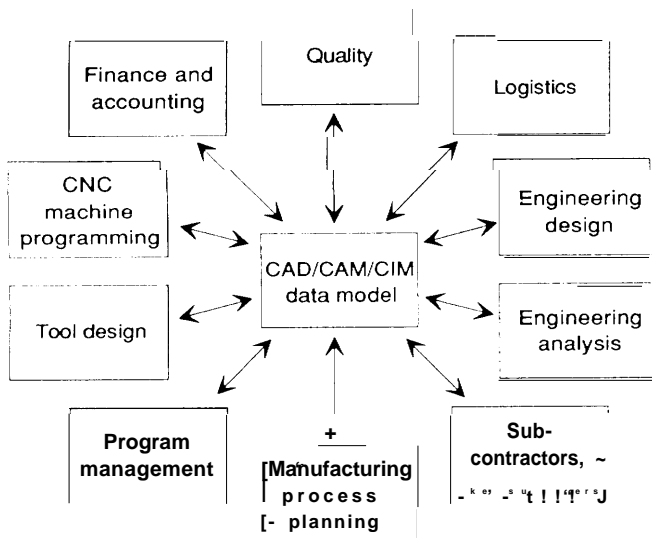 Quality
Finance and
accounting
Logistics
CNC
machine
programming
Engineering
design
CAD/CAM/CIM
data model
Tool design
Engineering
analysis
Program
management
+
[Manufacturing
process
[- planning
Sub-
contractors, ~